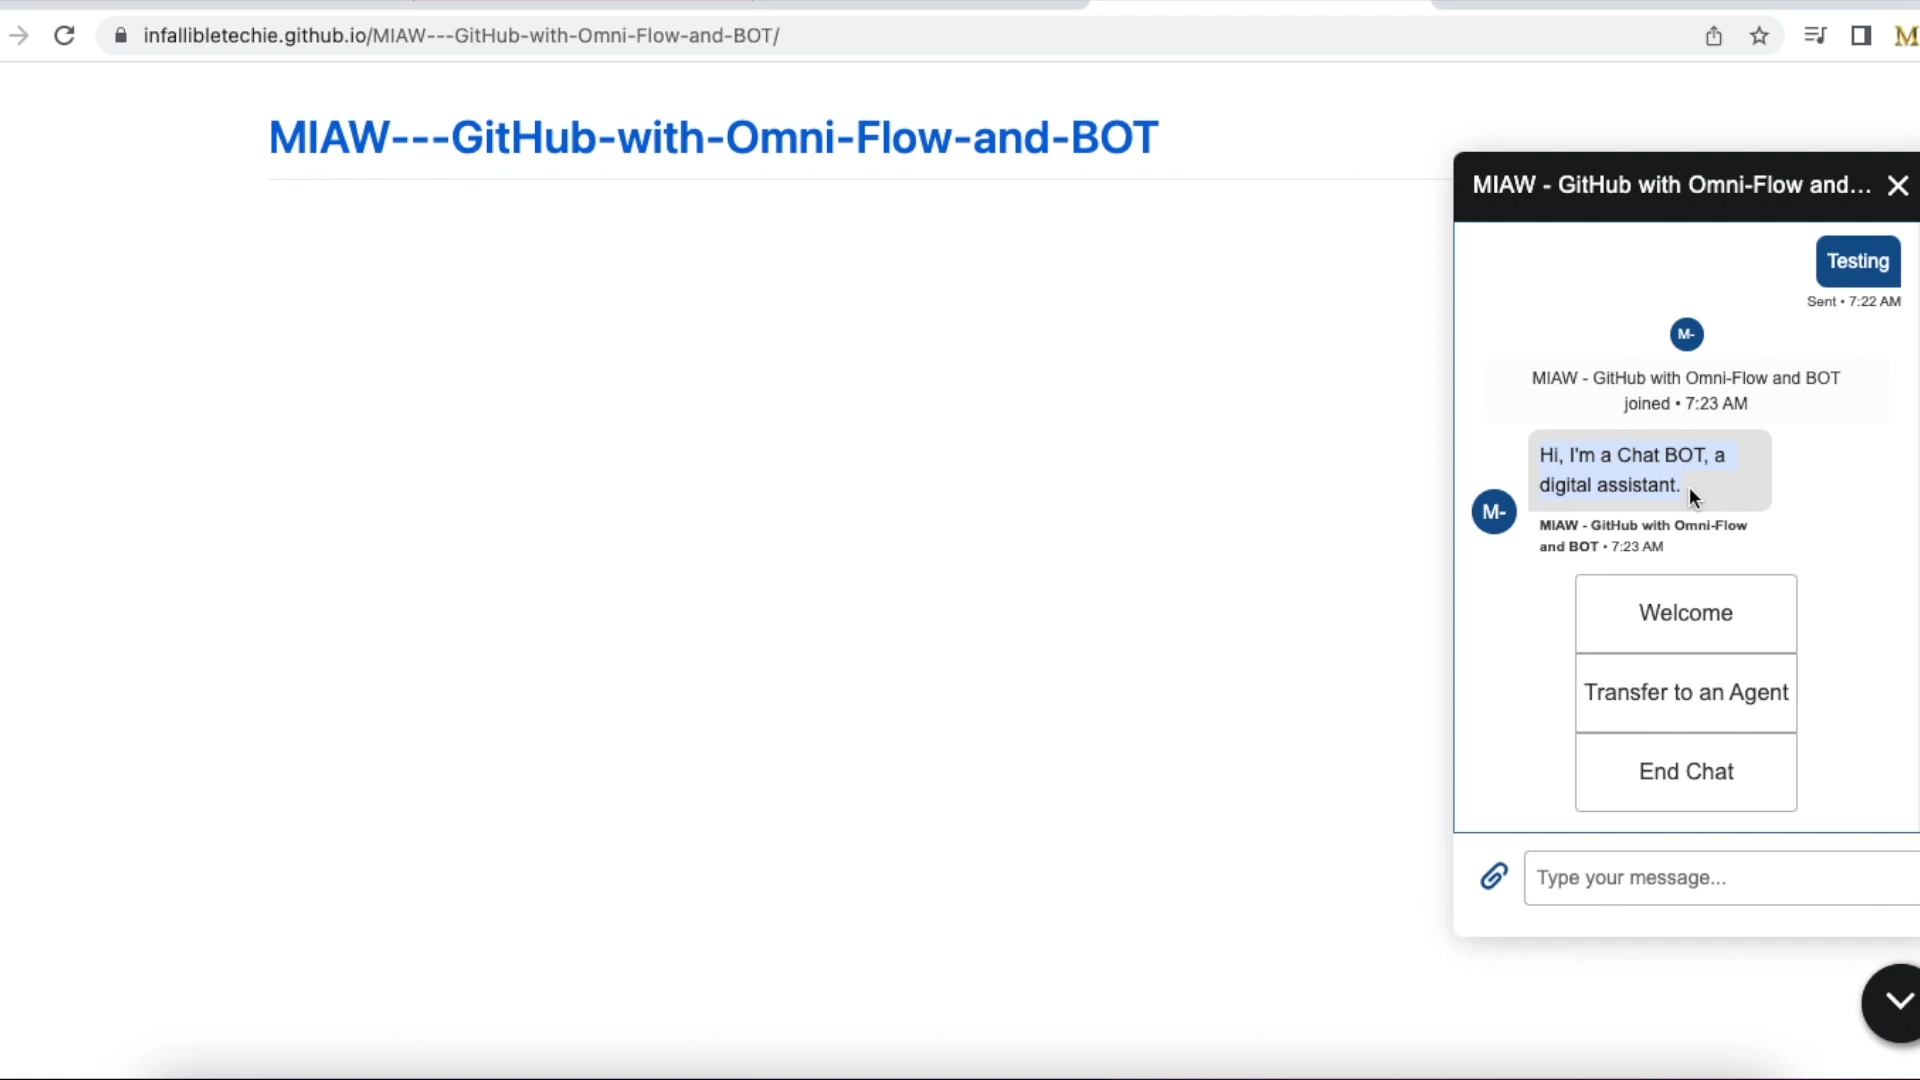 infallibletechie.github.io/MIAW---GitHub-with-Omni-Flow-and-BOT/
M
MIAW---GitHub-with-Omni-Flow-and-BOT
MIAW - GitHub with Omni-Flow and...
Testing
Sent • 7:22 AM
M-
MIAW - GitHub with Omni-Flow and BOT
joined • 7:23 AM
Hi, I'm a Chat BOT, a
digital assistant.
M-
MIAW - GitHub with Omni-Flow
and BOT • 7:23 AM
Welcome
Transfer to an Agent
End Chat
Type your message...